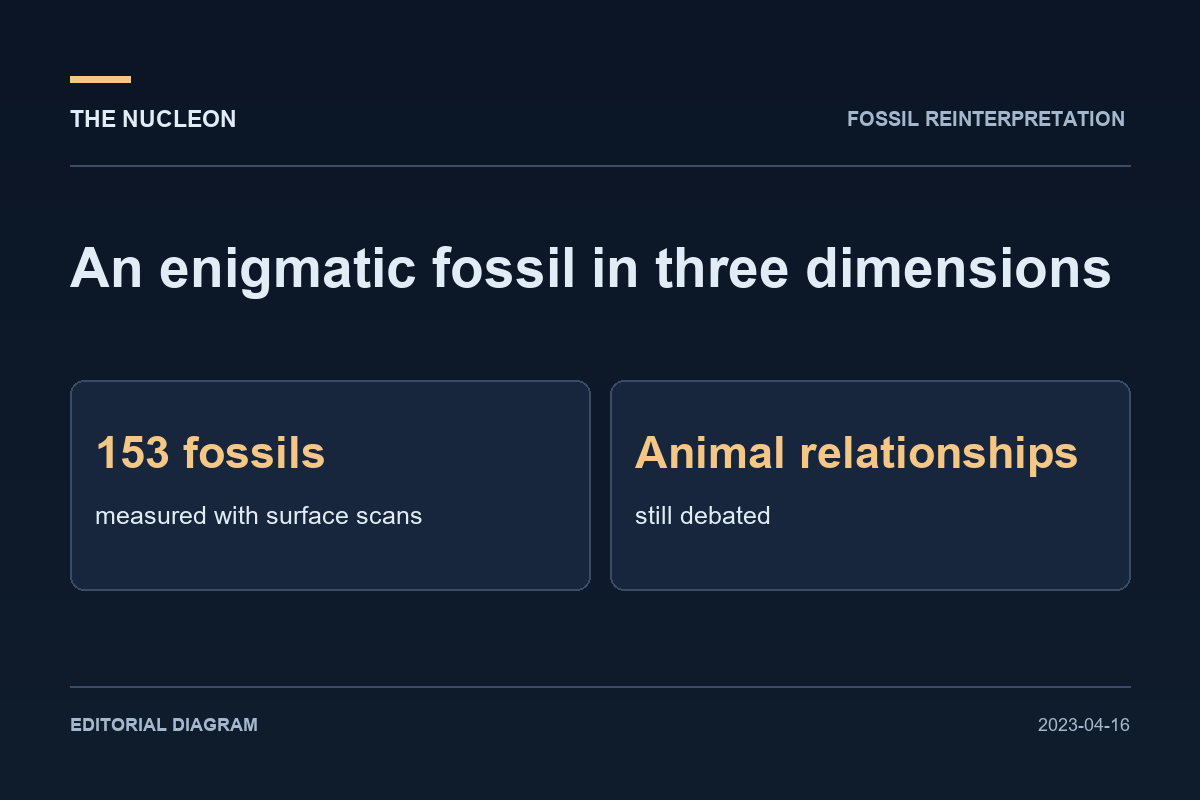 THE NUCLEON
FOSSIL REINTERPRETATION
An enigmatic fossil in three dimensions
153 fossils
measured with surface scans
Animal relationships
still debated
EDITORIAL DIAGRAM
2023-04-16